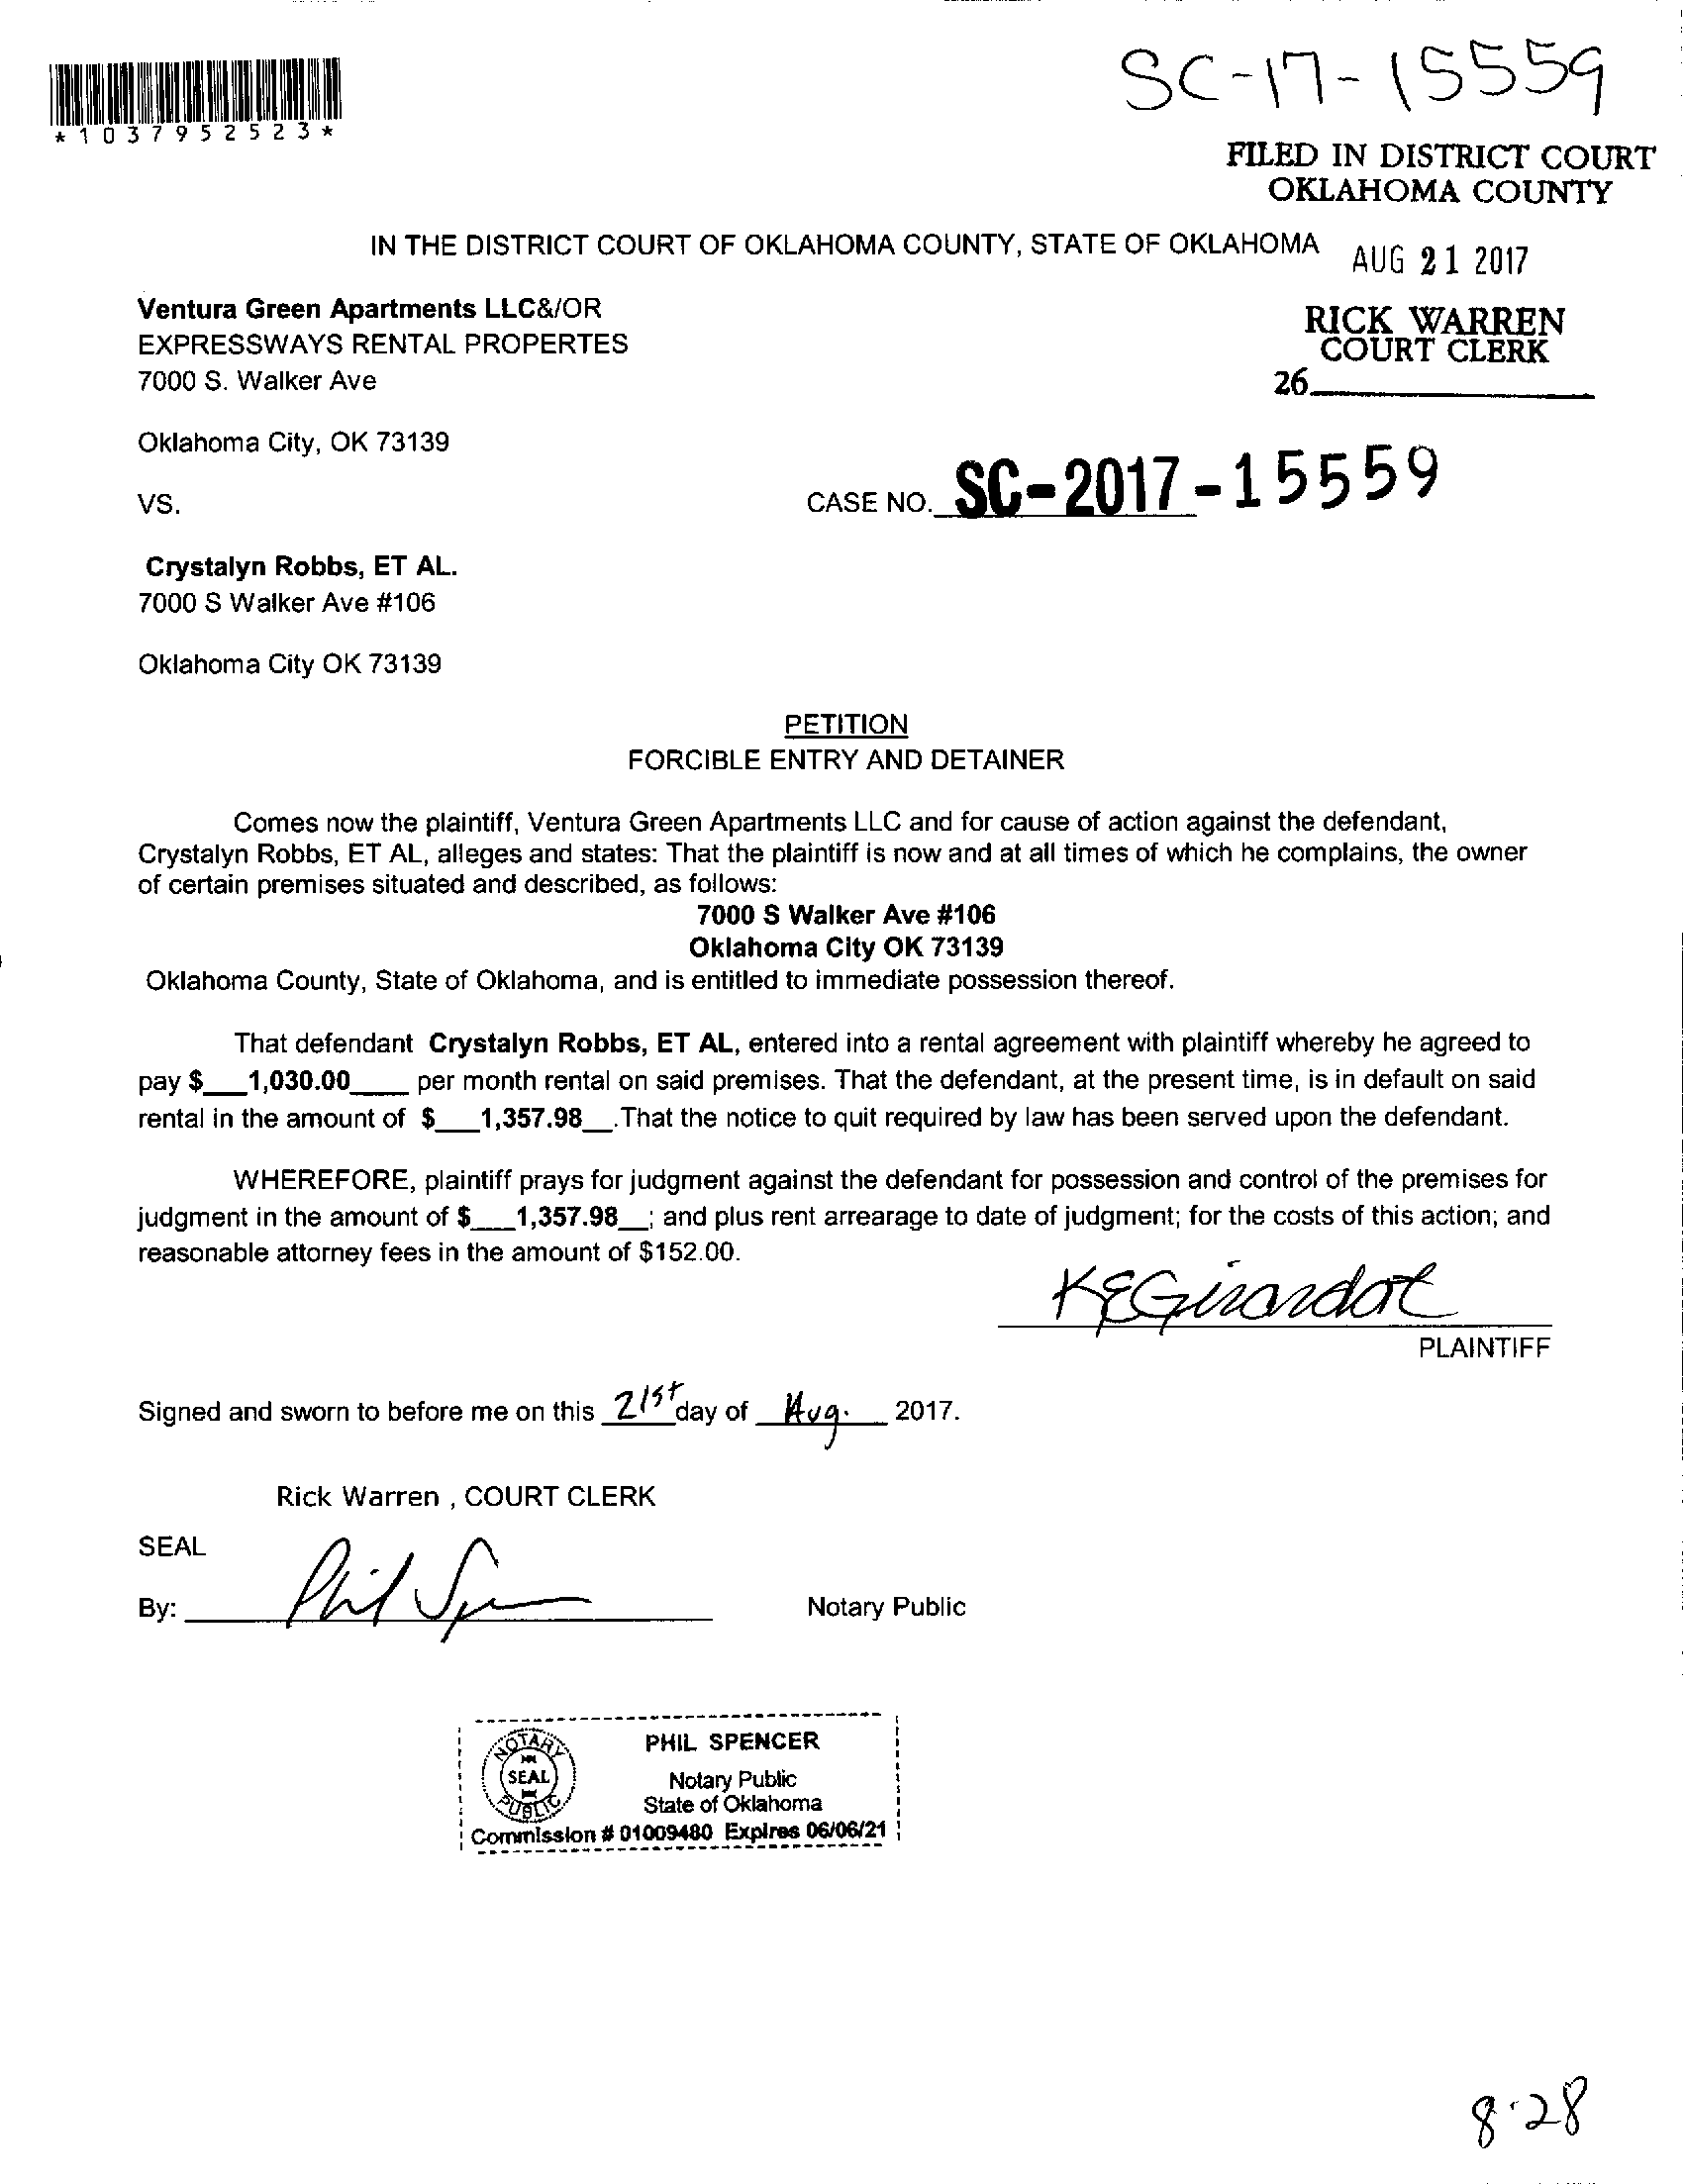 SC-17-15559
*1037952523*
FILED IN DISTRICT COURT
OKLAHOMA COUNTY
IN THE DISTRICT COURT OF OKLAHOMA COUNTY, STATE OF OKLAHOMA
AUG 21 2017
Ventura Green Apartments LLC&/OR
RICK WARREN
EXPRESSWAYS RENTAL PROPERTES
COURT CLERK
7000 S. Walker Ave
26
Oklahoma City, OK 73139
VS.
CASE NO. SC-2017-15559
Crystalyn Robbs, ET AL.
7000 S Walker Ave #106
Oklahoma City OK 73139
PETITION
FORCIBLE ENTRY AND DETAINER
Comes now the plaintiff, Ventura Green Apartments LLC and for cause of action against the defendant,
Crystalyn Robbs, ET AL, alleges and states: That the plaintiff is now and at all times of which he complains, the owner
of certain premises situated and described, as follows:
7000 S Walker Ave #106
Oklahoma City OK 73139
Oklahoma County, State of Oklahoma, and is entitled to immediate possession thereof.
That defendant Crystalyn Robbs, ET AL, entered into a rental agreement with plaintiff whereby he agreed to
pay $___1,030.00____ per month rental on said premises. That the defendant, at the present time, is in default on said
rental in the amount of $___1,357.98__.That the notice to quit required by law has been served upon the defendant.
WHEREFORE, plaintiff prays for judgment against the defendant for possession and control of the premises for
judgment in the amount of $___1,357.98__; and plus rent arrearage to date of judgment; for the costs of this action; and
reasonable attorney fees in the amount of $152.00.
KEGirardot
PLAINTIFF
Signed and sworn to before me on this 21st day of Aug. 2017.
Rick Warren , COURT CLERK
SEAL
By: Phil Sp Notary Public
NOTARY
SEAL
PUBLIC
PHIL SPENCER
Notary Public
State of Oklahoma
Commission # 01009480 Expires 06/06/21
8-28